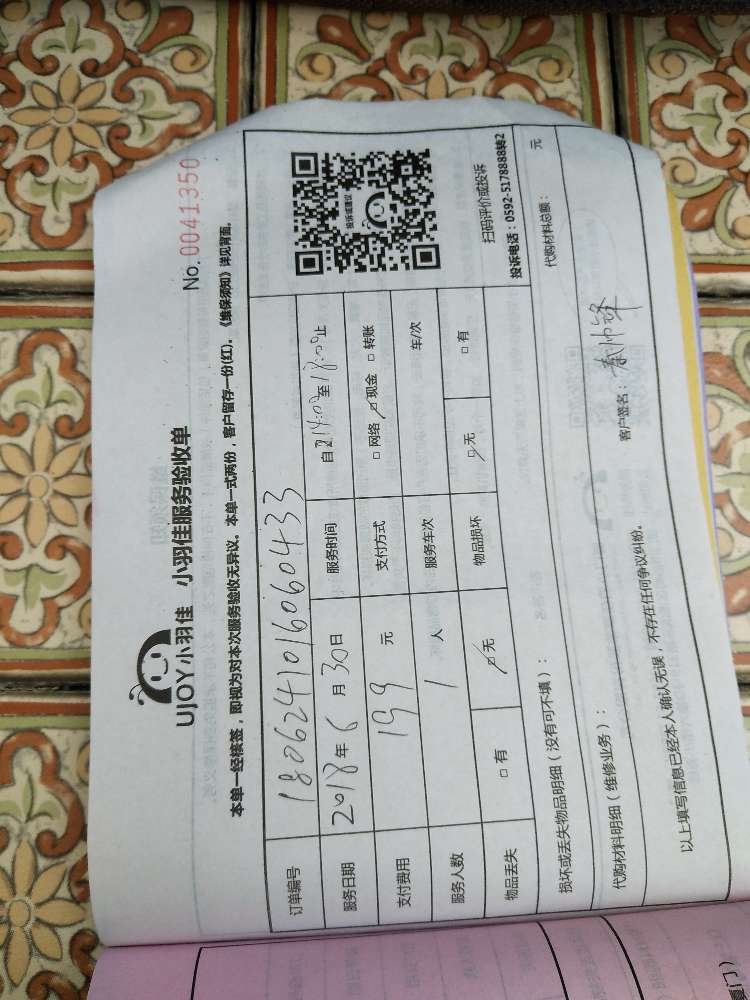 UJOY小羽佳 小羽佳服务验收单
No. 0041350
本单一经核签，即视为对本次服务验收无异议。本单一式两份，客户留存一份(红)。《维保须知》详见背面。
订单编号 180624101606060433
服务日期 2018年6月30日 服务时间 自14:00至18:00止
支付费用 199元 支付方式 □网络 ☑现金 □转账
服务人数 1人 服务车次 车/次
物品丢失 □有 ☑无 物品损坏 ☑无 □有
投诉或建议
扫码评价或投诉
投诉电话：0592-5178888转2
损坏或丢失物品明细（没有可不填）：
代购材料明细（维修业务）： 代购材料总额： 元
以上填写信息已经本人确认无误，不存在任何争议纠纷。
客户签名：